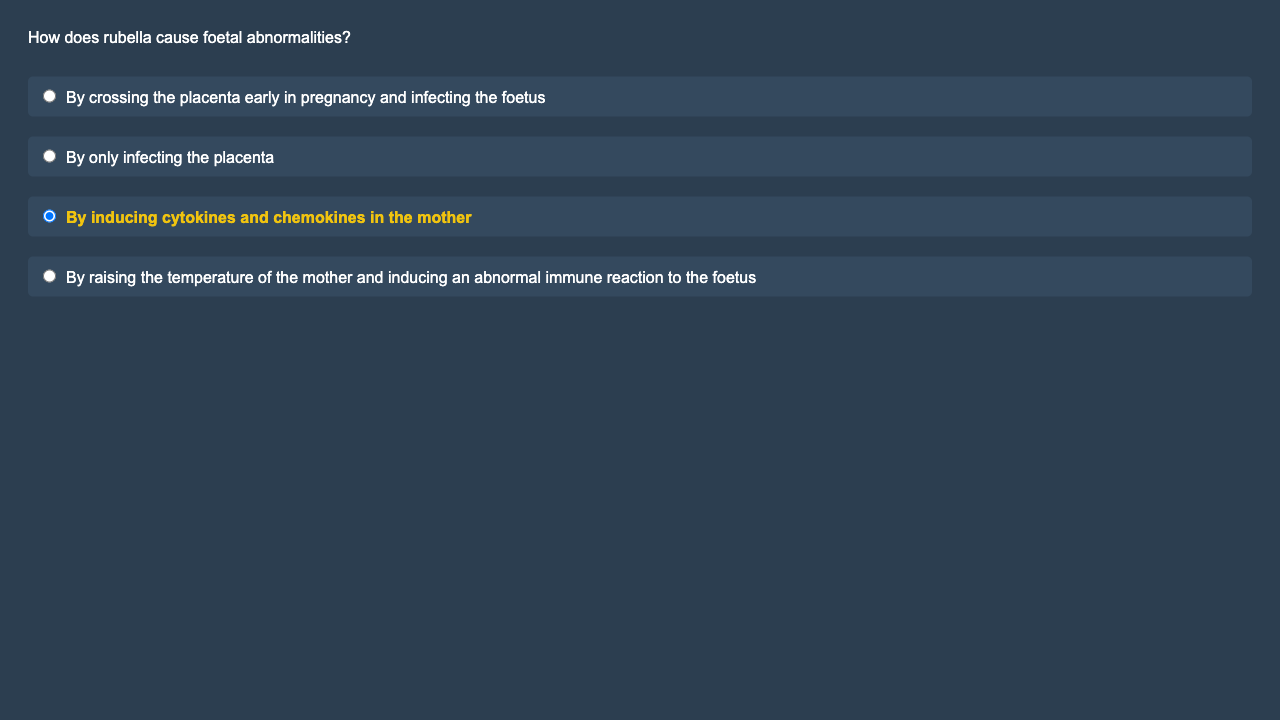 How does rubella cause foetal abnormalities?
By crossing the placenta early in pregnancy and infecting the foetus
By only infecting the placenta
By inducing cytokines and chemokines in the mother
By raising the temperature of the mother and inducing an abnormal immune reaction to the foetus